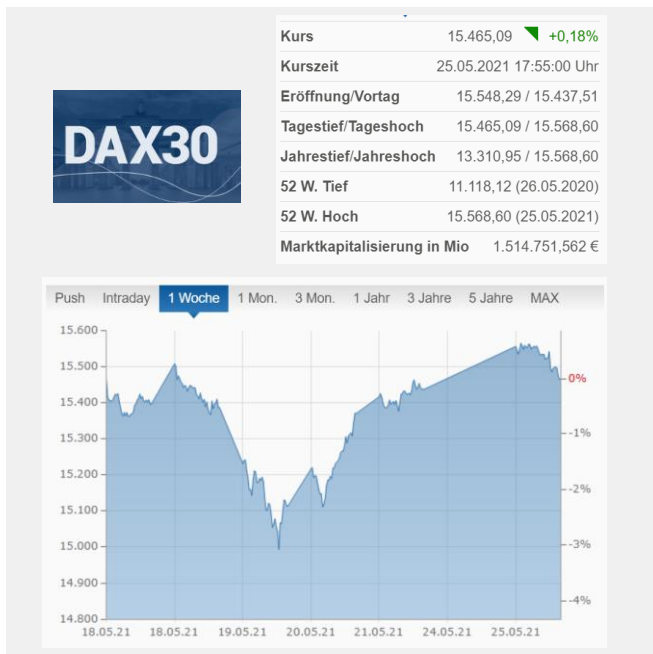 DAX30
Kurs 15.465,09 +0,18%
Kurszeit 25.05.2021 17:55:00 Uhr
Eröffnung/Vortag 15.548,29 / 15.437,51
Tagestief/Tageshoch 15.465,09 / 15.568,60
Jahrestief/Jahreshoch 13.310,95 / 15.568,60
52 W. Tief 11.118,12 (26.05.2020)
52 W. Hoch 15.568,60 (25.05.2021)
Marktkapitalisierung in Mio 1.514.751,562 €
Push Intraday 1 Woche 1 Mon. 3 Mon. 1 Jahr 3 Jahre 5 Jahre MAX
15.600
15.500
15.400
15.300
15.200
15.100
15.000
14.900
14.800
0%
-1%
-2%
-3%
-4%
18.05.21 18.05.21 19.05.21 20.05.21 21.05.21 24.05.21 25.05.21